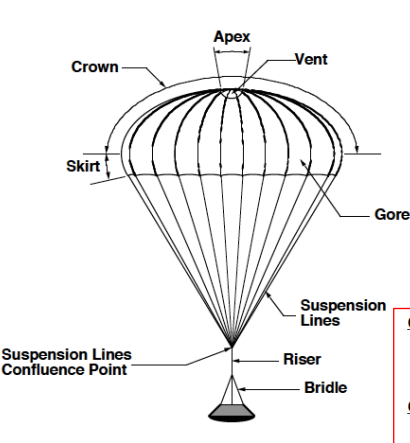 Apex
Vent
Crown
Skirt
Gore
Suspension
Lines
Suspension Lines
Confluence Point
Riser
Bridle